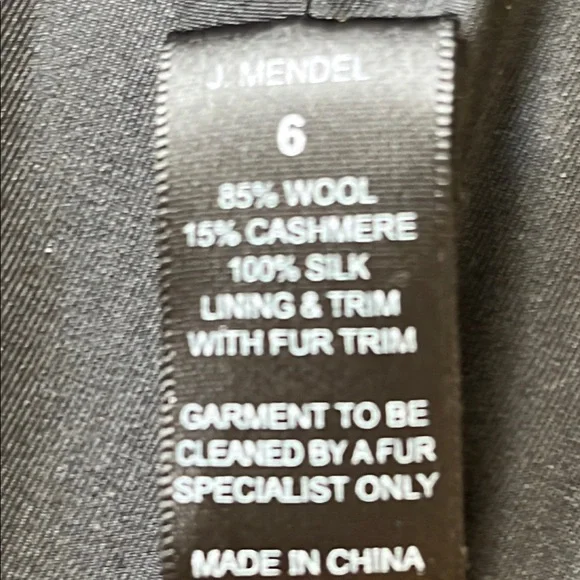 J. MENDEL
6
85% WOOL
15% CASHMERE
100% SILK
LINING & TRIM
WITH FUR TRIM
GARMENT TO BE
CLEANED BY A FUR
SPECIALIST ONLY
MADE IN CHINA